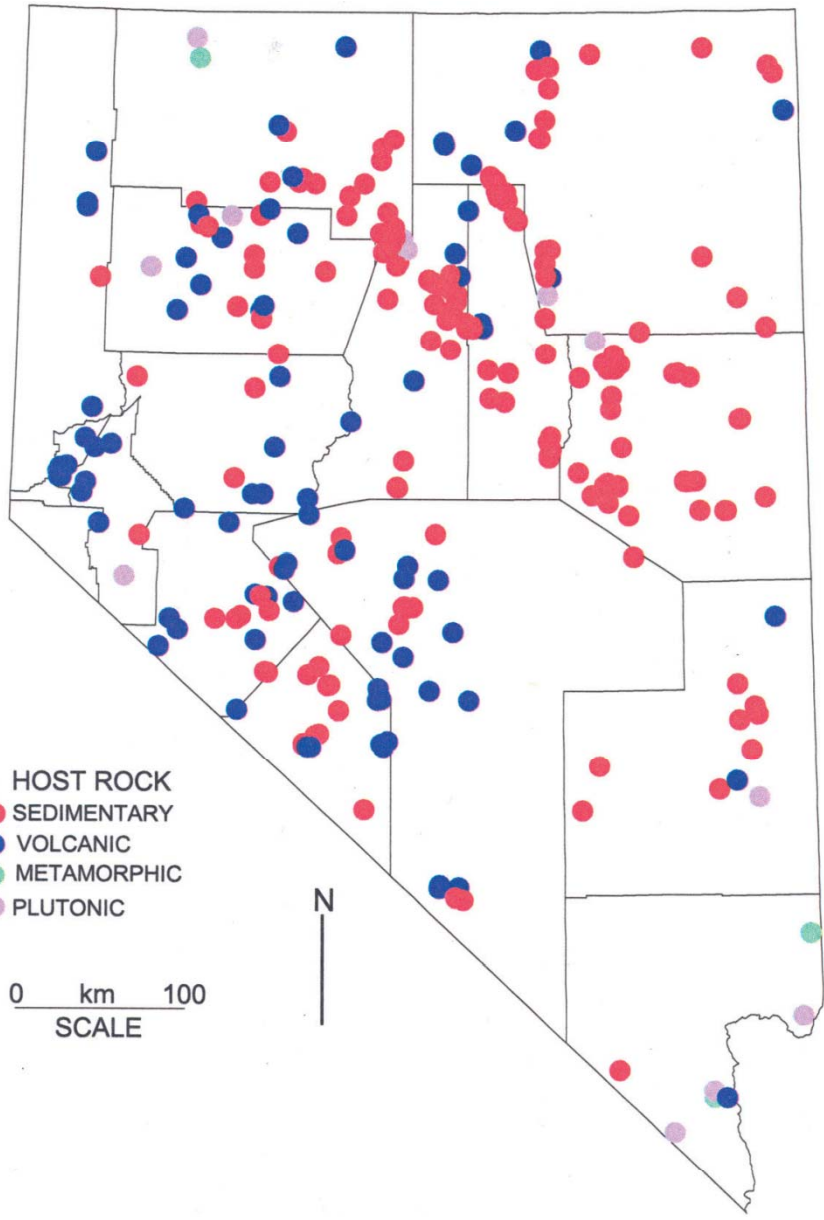 HOST ROCK
SEDIMENTARY
VOLCANIC
METAMORPHIC
PLUTONIC
N
0 km 100
SCALE